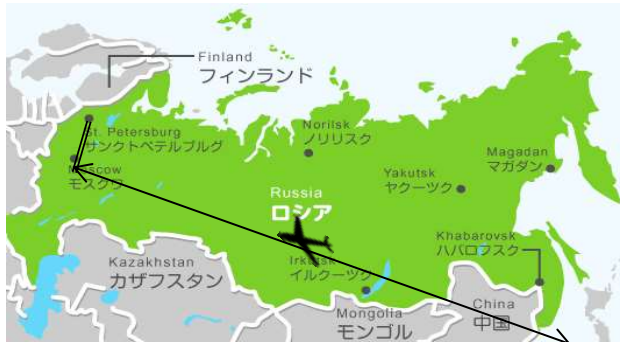 Finland
フィンランド
St. Petersburg
サンクトペテルブルグ
Moscow
モスクワ
Norilsk
ノリリスク
Yakutsk
ヤクーツク
Magadan
マガダン
Russia
ロシア
Khabarovsk
ハバロフスク
Irkutsk
イルクーツク
Kazakhstan
カザフスタン
Mongolia
モンゴル
China
中国